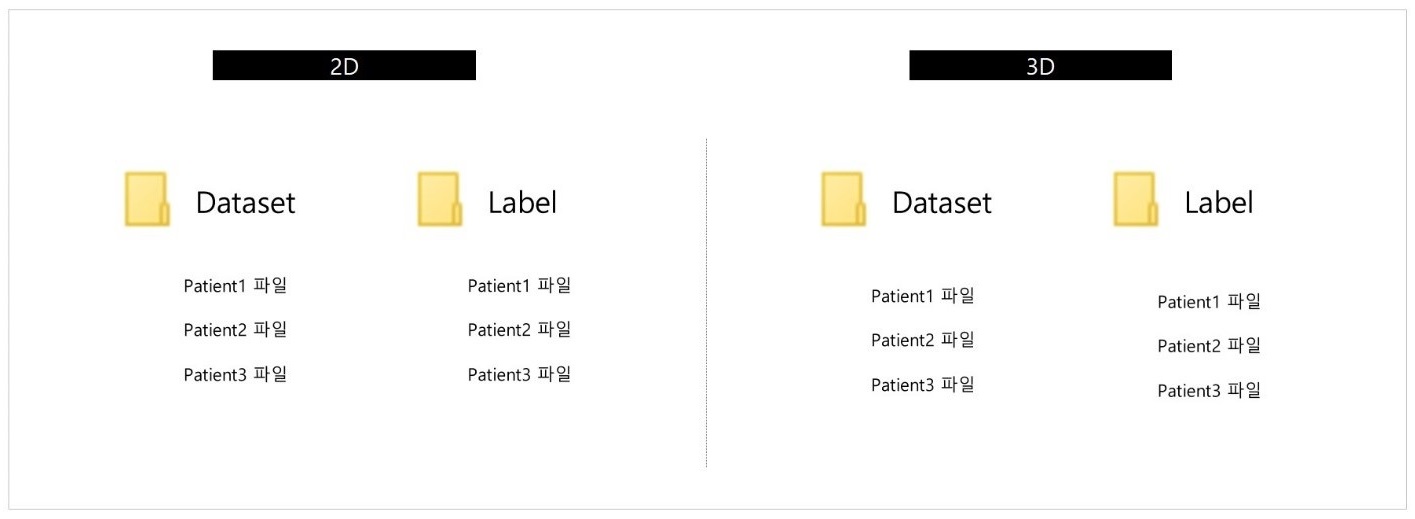 2D
Dataset
Label
Patient1 파일
Patient2 파일
Patient3 파일
Patient1 파일
Patient2 파일
Patient3 파일
3D
Dataset
Label
Patient1 파일
Patient2 파일
Patient3 파일
Patient1 파일
Patient2 파일
Patient3 파일